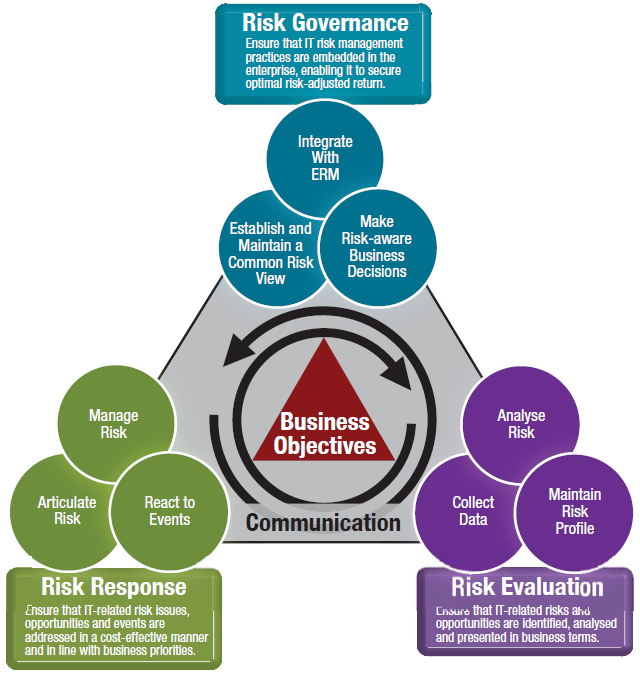 Risk Governance
Ensure that IT risk management
practices are embedded in the
enterprise, enabling it to secure
optimal risk-adjusted return.
Integrate
With
ERM
Establish and
Maintain a
Common Risk
View
Make
Risk-aware
Business
Decisions
Business
Objectives
Communication
Manage
Risk
Articulate
Risk
React to
Events
Analyse
Risk
Collect
Data
Maintain
Risk
Profile
Risk Response
Ensure that IT-related risk issues,
opportunities and events are
addressed in a cost-effective manner
and in line with business priorities.
Risk Evaluation
Ensure that IT-related risks and
opportunities are identified, analysed
and presented in business terms.